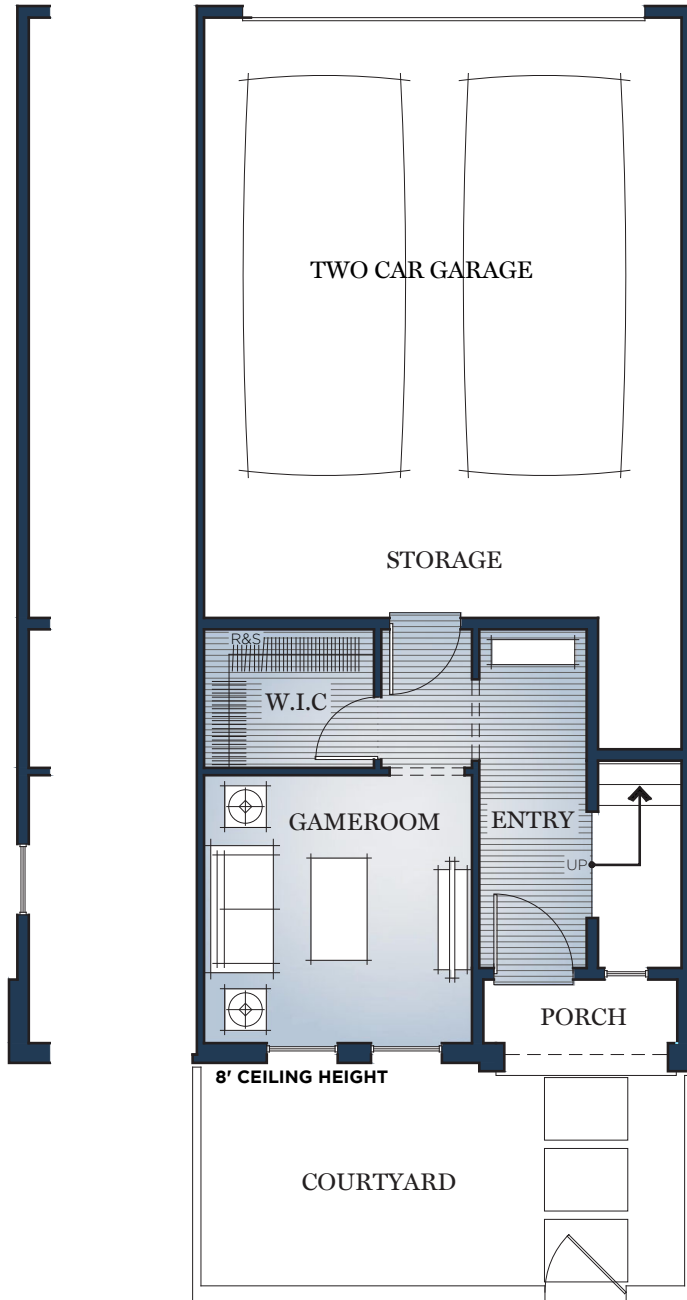 TWO CAR GARAGE
STORAGE
R&S
W.I.C
GAMEROOM
ENTRY
UP
PORCH
8' CEILING HEIGHT
COURTYARD